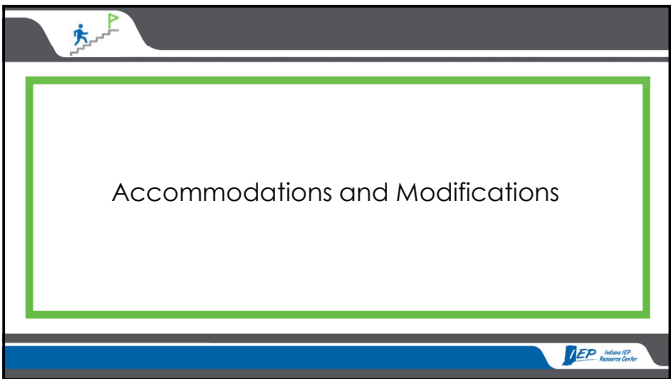 Accommodations and Modifications
IEP Indiana IEP
Resource Center